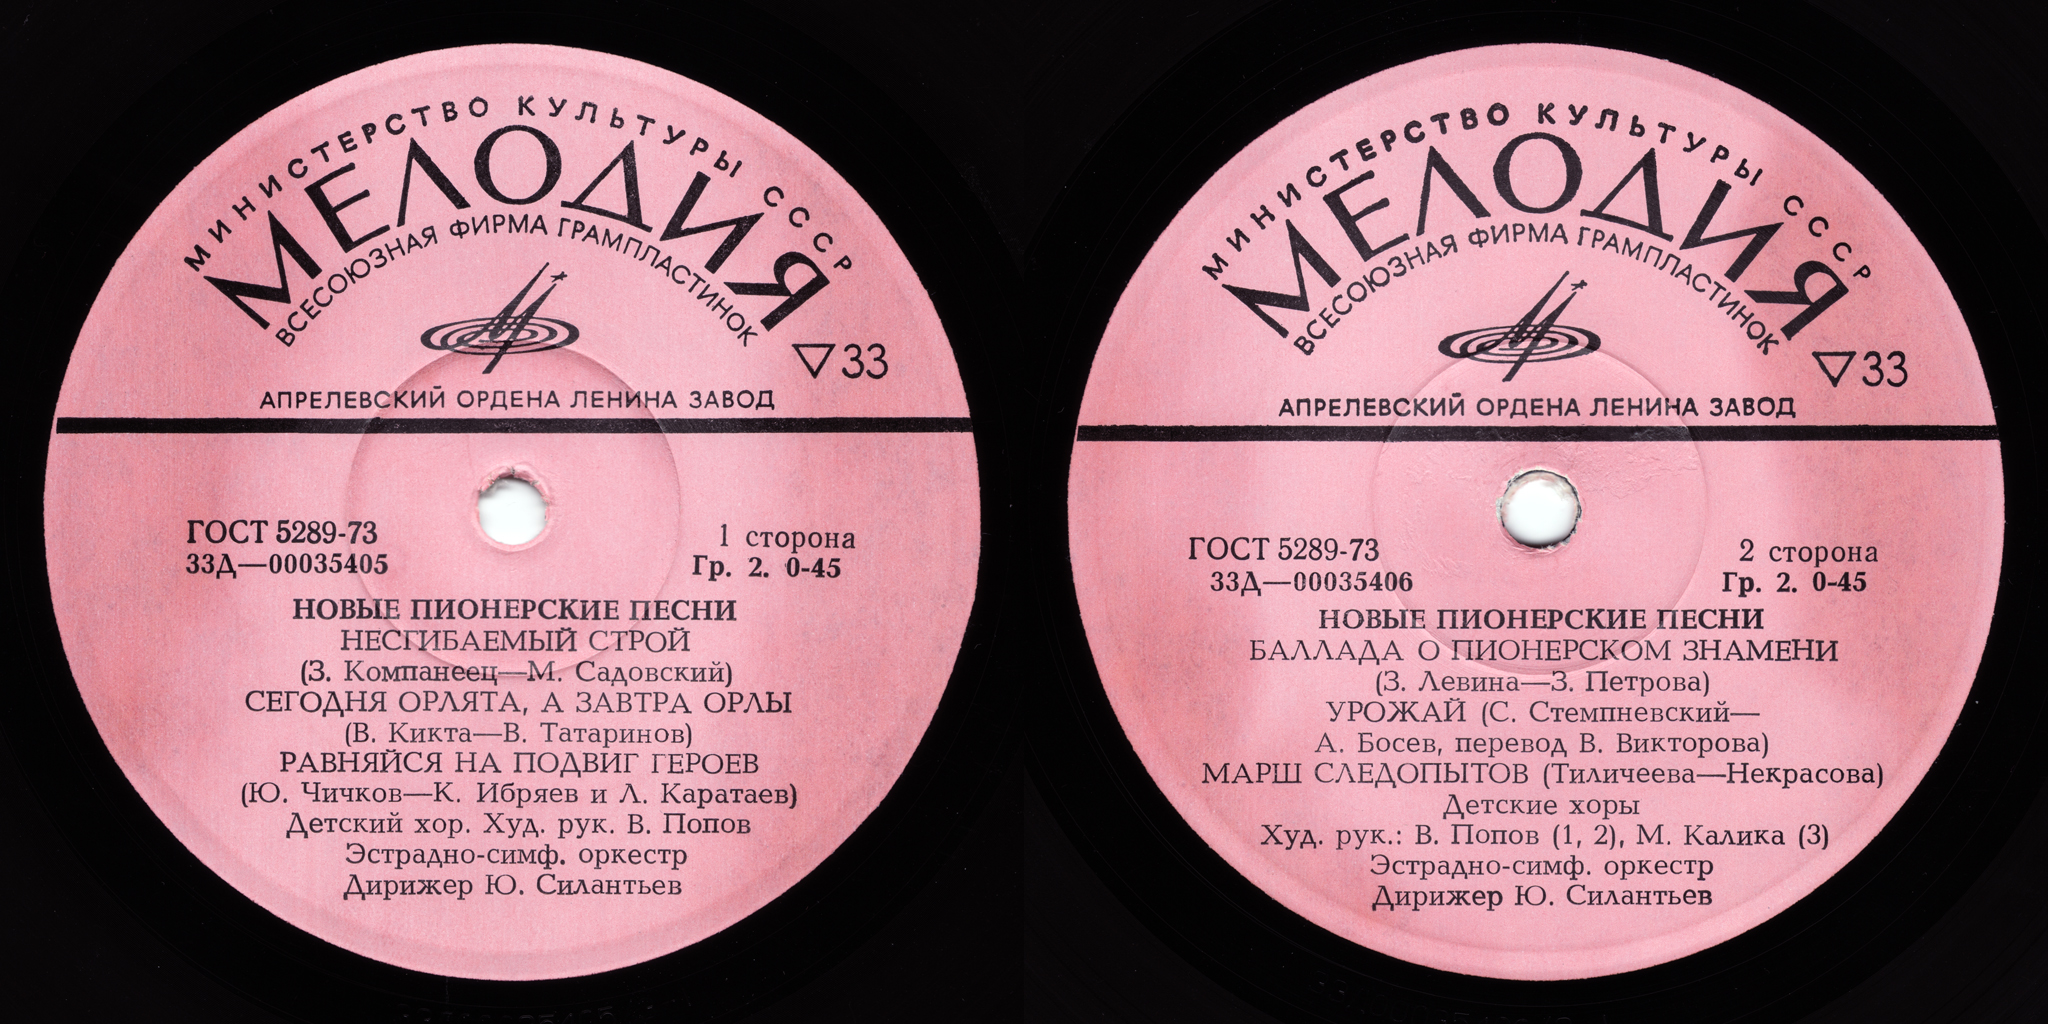 МИНИСТЕРСТВО КУЛЬТУРЫ СССР
МЕЛОДИЯ
ВСЕСОЮЗНАЯ ФИРМА ГРАМПЛАСТИНОК
▽33
АПРЕЛЕВСКИЙ ОРДЕНА ЛЕНИНА ЗАВОД
ГОСТ 5289-73
1 сторона
33Д—00035405
Гр. 2. 0-45
НОВЫЕ ПИОНЕРСКИЕ ПЕСНИ
НЕСГИБАЕМЫЙ СТРОЙ
(З. Компанеец—М. Садовский)
СЕГОДНЯ ОРЛЯТА, А ЗАВТРА ОРЛЫ
(В. Кикта—В. Татаринов)
РАВНЯЙСЯ НА ПОДВИГ ГЕРОЕВ
(Ю. Чичков—К. Ибряев и Л. Каратаев)
Детский хор. Худ. рук. В. Попов
Эстрадно-симф. оркестр
Дирижер Ю. Силантьев
МИНИСТЕРСТВО КУЛЬТУРЫ СССР
МЕЛОДИЯ
ВСЕСОЮЗНАЯ ФИРМА ГРАМПЛАСТИНОК
▽33
АПРЕЛЕВСКИЙ ОРДЕНА ЛЕНИНА ЗАВОД
ГОСТ 5289-73
2 сторона
33Д—00035406
Гр. 2. 0-45
НОВЫЕ ПИОНЕРСКИЕ ПЕСНИ
БАЛЛАДА О ПИОНЕРСКОМ ЗНАМЕНИ
(З. Левина—З. Петрова)
УРОЖАЙ (С. Стемпневский—
А. Босев, перевод В. Викторова)
МАРШ СЛЕДОПЫТОВ (Тиличеева—Некрасова)
Детские хоры
Худ. рук.: В. Попов (1, 2), М. Калика (3)
Эстрадно-симф. оркестр
Дирижер Ю. Силантьев